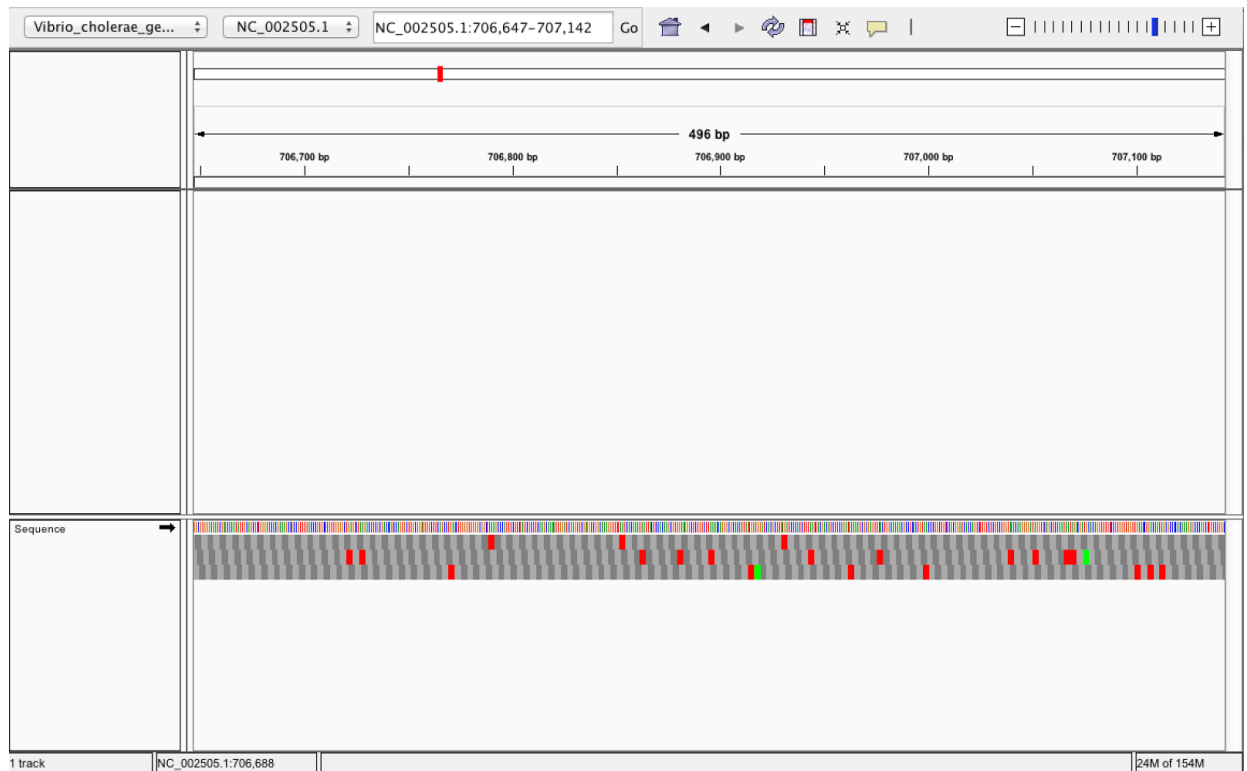 Vibrio_cholerae_ge... NC_002505.1 NC_002505.1:706,647-707,142 Go
496 bp
706,700 bp 706,800 bp 706,900 bp 707,000 bp 707,100 bp
Sequence
1 track NC_002505.1:706,688 24M of 154M